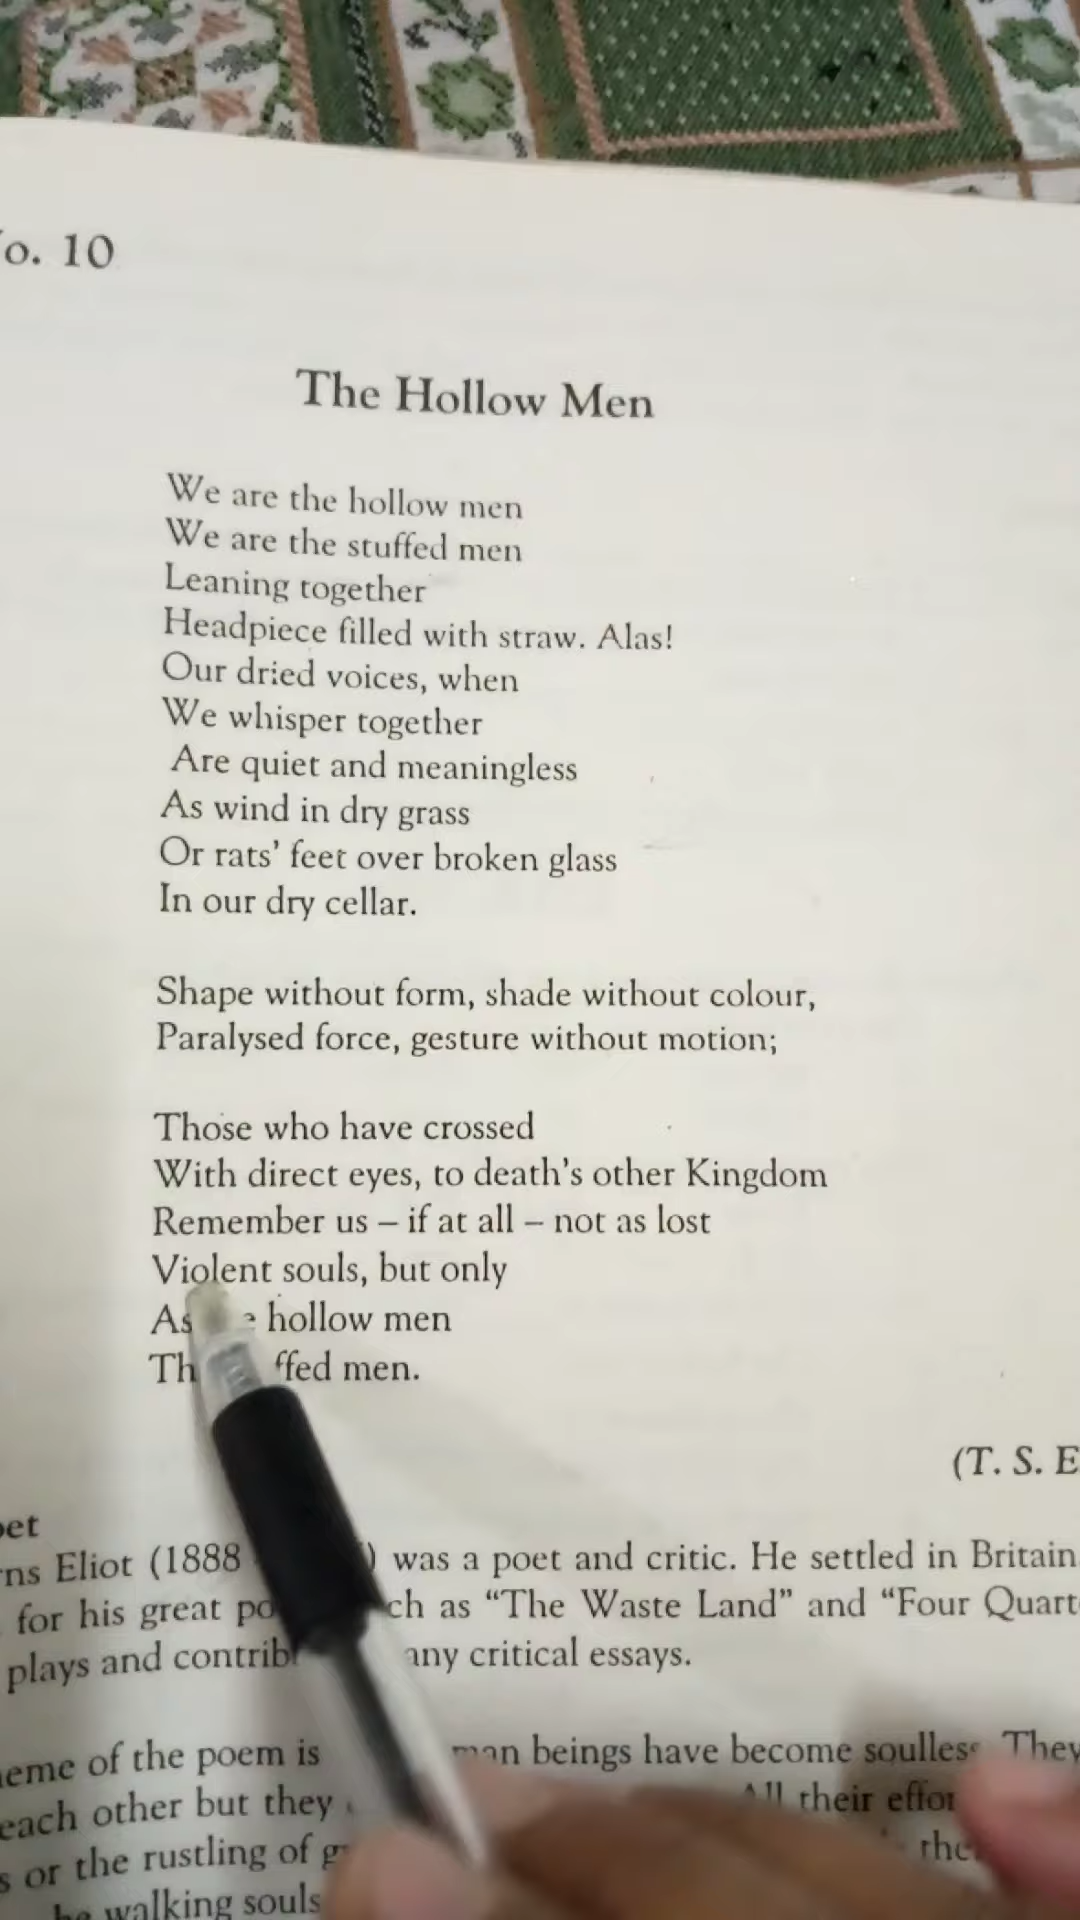 o. 10
The Hollow Men
We are the hollow men
We are the stuffed men
Leaning together
Headpiece filled with straw. Alas!
Our dried voices, when
We whisper together
Are quiet and meaningless
As wind in dry grass
Or rats' feet over broken glass
In our dry cellar.
Shape without form, shade without colour,
Paralysed force, gesture without motion;
Those who have crossed
With direct eyes, to death's other Kingdom
Remember us – if at all – not as lost
Violent souls, but only
As hollow men
Th ffed men.
(T. S. E
oet
rns Eliot (1888 ) was a poet and critic. He settled in Britain
for his great po ch as “The Waste Land” and “Four Quart
plays and contrib any critical essays.
eme of the poem is man beings have become soulless They
each other but they All their effor
s or the rustling of g the
he walking souls